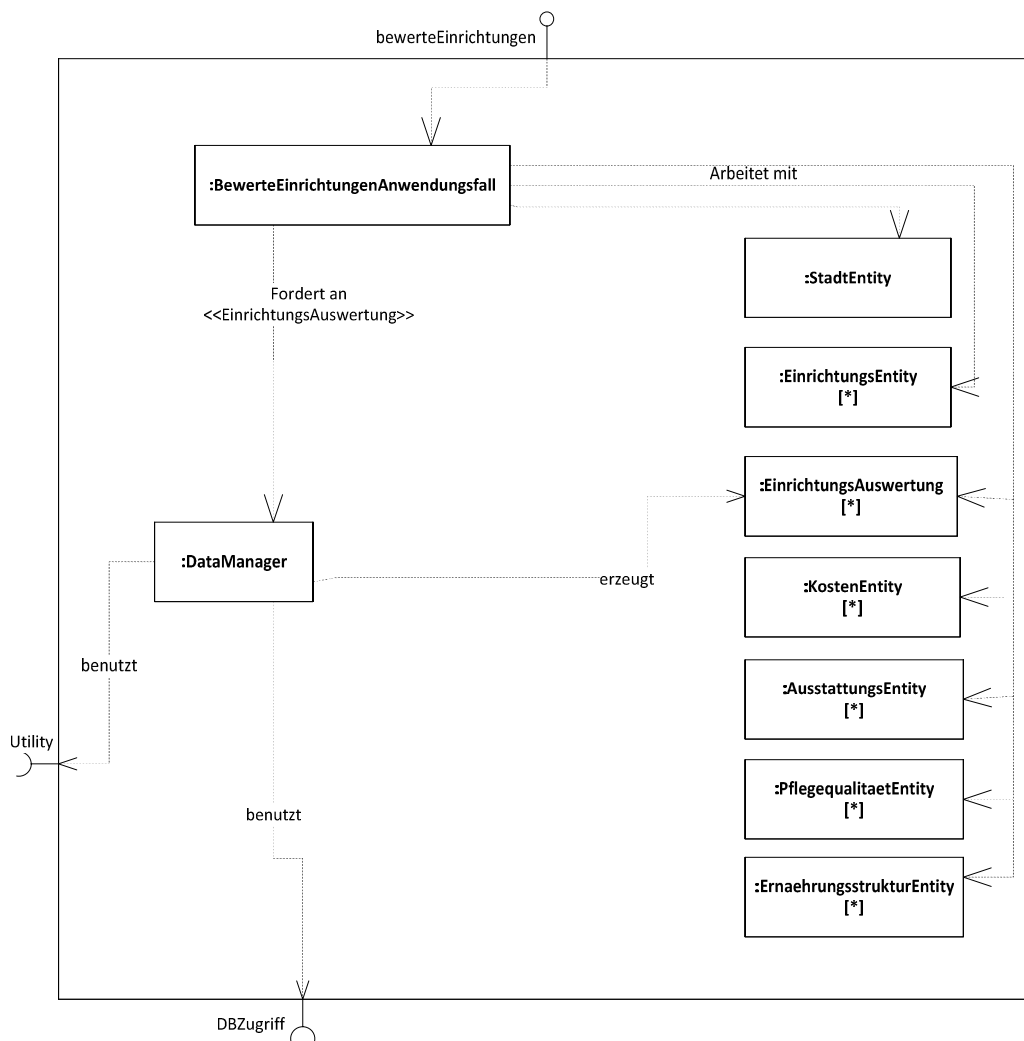 bewerteEinrichtungen
:BewerteEinrichtungenAnwendungsfall
Arbeitet mit
:StadtEntity
Fordert an
<<EinrichtungsAuswertung>>
:EinrichtungsEntity
[*]
:EinrichtungsAuswertung
[*]
:DataManager
erzeugt
:KostenEntity
[*]
benutzt
:AusstattungsEntity
[*]
Utility
:PflegequalitaetEntity
[*]
benutzt
:ErnaehrungsstrukturEntity
[*]
DBZugriff